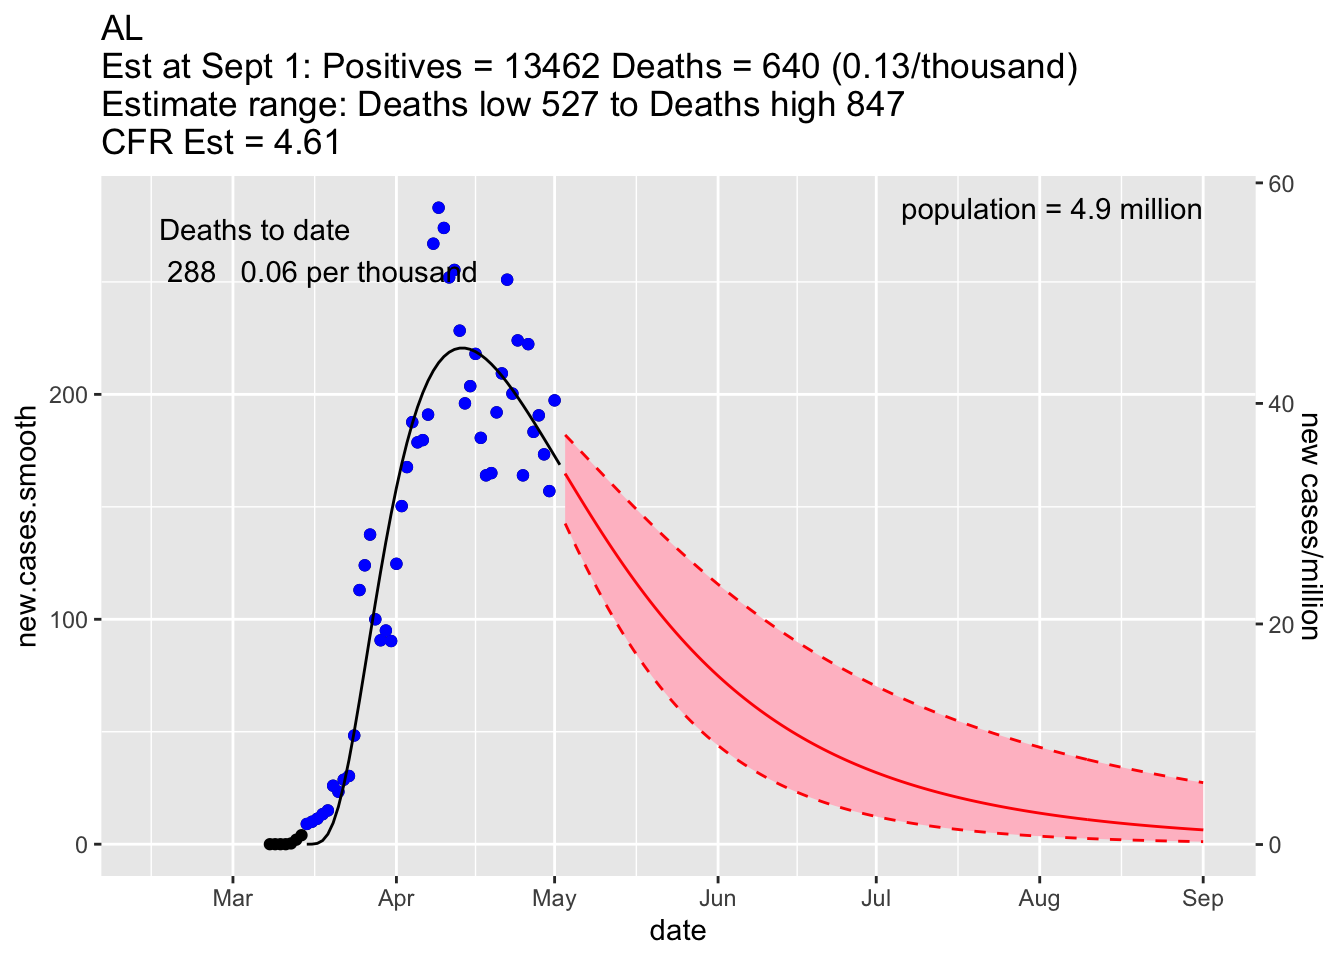 AL
Est at Sept 1: Positives = 13462 Deaths = 640 (0.13/thousand)
Estimate range: Deaths low 527 to Deaths high 847
CFR Est = 4.61
Deaths to date
288 0.06 per thousand
population = 4.9 million
new.cases.smooth
200
100
0
60
40
20
0
new cases/million
Mar Apr May Jun Jul Aug Sep
date